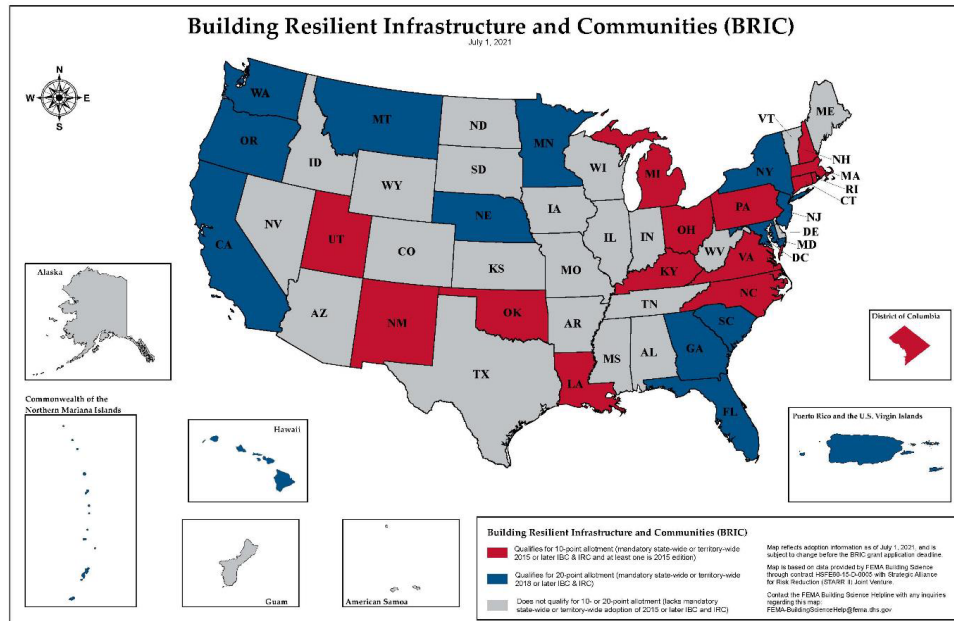 Building Resilient Infrastructure and Communities (BRIC)
July 1, 2021
N
W E
S
WA
OR
CA
MT
ID
NV
UT
AZ
WY
CO
NM
ND
SD
NE
KS
OK
TX
MN
IA
MO
AR
LA
WI
IL
MI
IN
OH
KY
TN
MS
AL
GA
FL
SC
NC
VA
WV
PA
NY
VT
ME
NH
MA
RI
CT
NJ
DE
MD
DC
Alaska
Commonwealth of the
Northern Mariana Islands
Hawaii
Guam
American Samoa
District of Columbia
Puerto Rico and the U.S. Virgin Islands
Building Resilient Infrastructure and Communities (BRIC)
Qualifies for 10-point allotment (mandatory state-wide or territory-wide
2015 or later IBC & IRC and at least one is 2015 edition)
Qualifies for 20-point allotment (mandatory state-wide or territory-wide
2018 or later IBC & IRC)
Does not qualify for 10- or 20-point allotment (lacks mandatory
state-wide or territory-wide adoption of 2015 or later IBC and IRC)
Map reflects adoption information as of July 1, 2021, and is
subject to change before the BRIC grant application deadline.
Map is based on data provided by FEMA Building Science
through contract HSFE60-15-D-0005 with Strategic Alliance
for Risk Reduction (STARR II) Joint Venture.
Contact the FEMA Building Science Helpline with any inquiries
regarding this map:
FEMA-BuildingScienceHelp@fema.dhs.gov